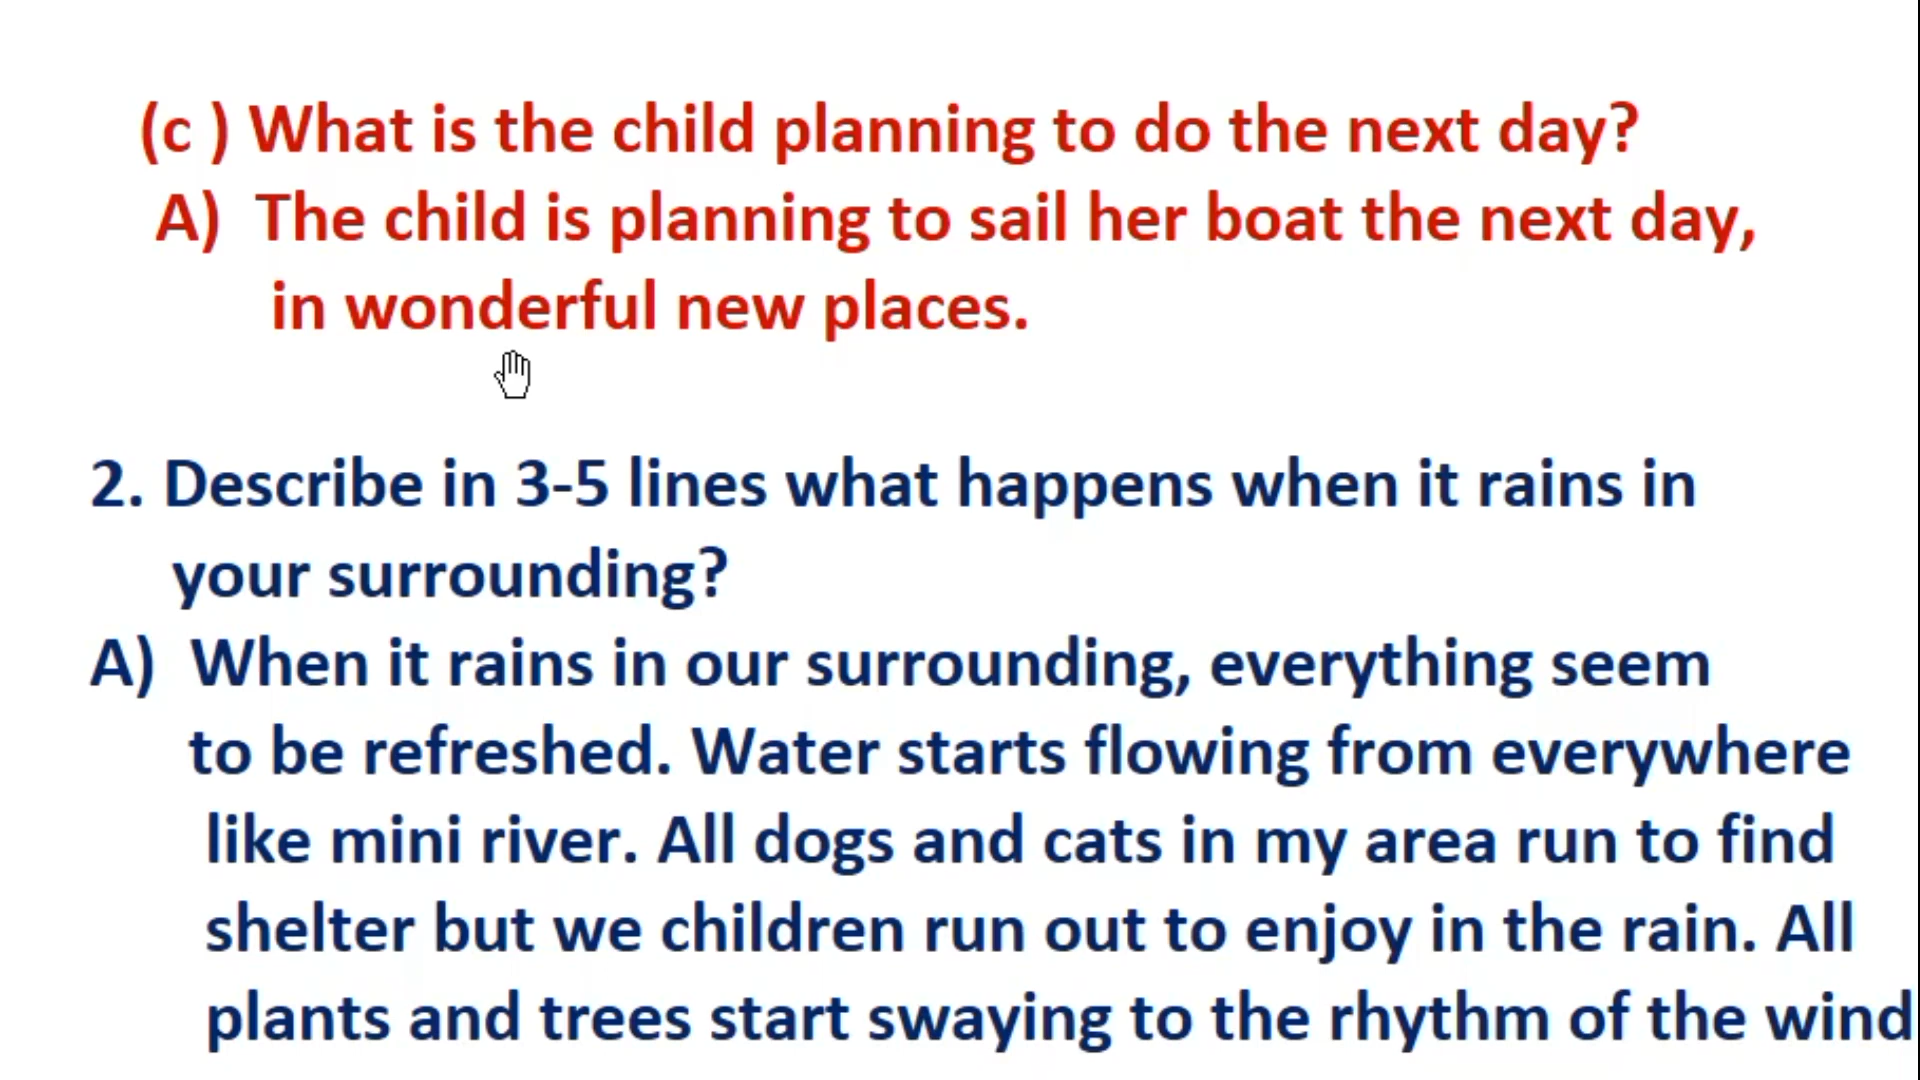 (c ) What is the child planning to do the next day?
A) The child is planning to sail her boat the next day,
in wonderful new places.
2. Describe in 3-5 lines what happens when it rains in
your surrounding?
A) When it rains in our surrounding, everything seem
to be refreshed. Water starts flowing from everywhere
like mini river. All dogs and cats in my area run to find
shelter but we children run out to enjoy in the rain. All
plants and trees start swaying to the rhythm of the wind